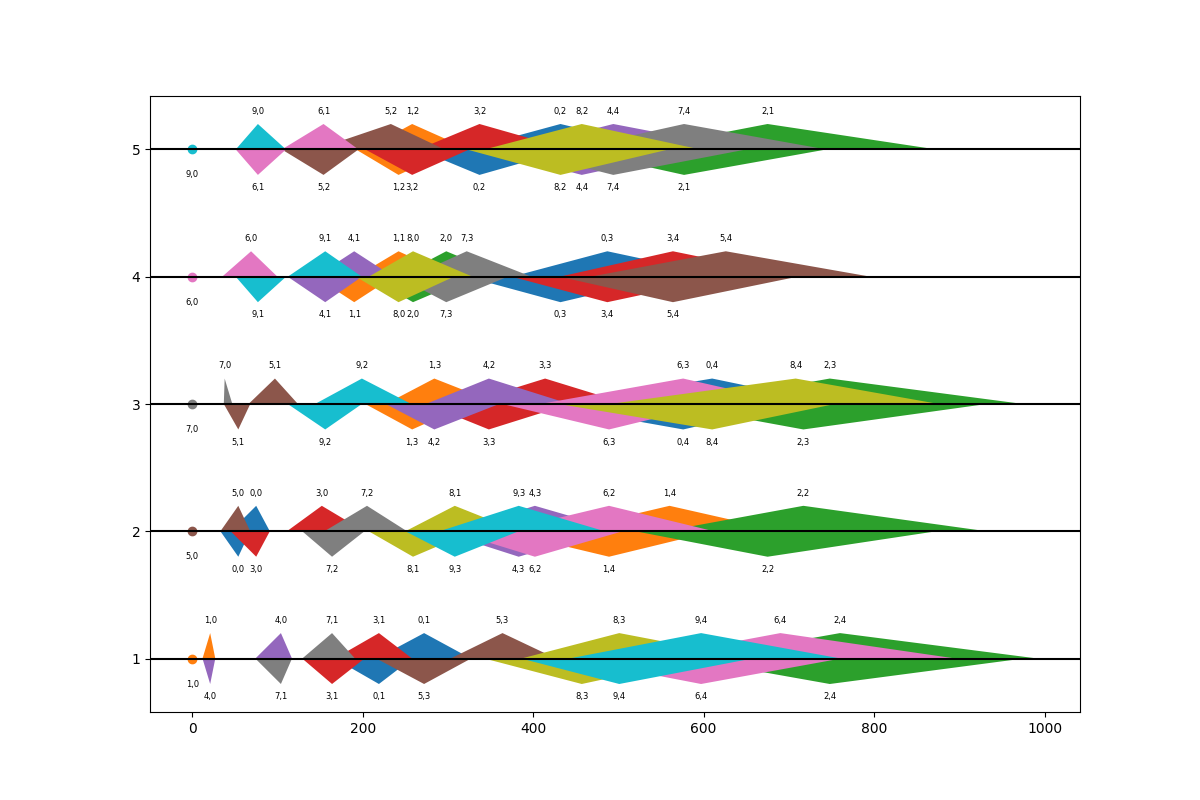 9,0 6,1 5,2 1,2 3,2 0,2 8,2 4,4 7,4 2,1
5
9,0 6,1 5,2 1,2 3,2 0,2 8,2 4,4 7,4 2,1
6,0 9,1 4,1 1,1 8,0 2,0 7,3 0,3 3,4 5,4
4
6,0 9,1 4,1 1,1 8,0 2,0 7,3 0,3 3,4 5,4
7,0 5,1 9,2 1,3 4,2 3,3 6,3 0,4 8,4 2,3
3
7,0 5,1 9,2 1,3 4,2 3,3 6,3 0,4 8,4 2,3
5,0 0,0 3,0 7,2 8,1 9,3 4,3 6,2 1,4 2,2
2
5,0 0,0 3,0 7,2 8,1 9,3 4,3 6,2 1,4 2,2
1,0 4,0 7,1 3,1 0,1 5,3 8,3 9,4 6,4 2,4
1
1,0 4,0 7,1 3,1 0,1 5,3 8,3 9,4 6,4 2,4
0 200 400 600 800 1000